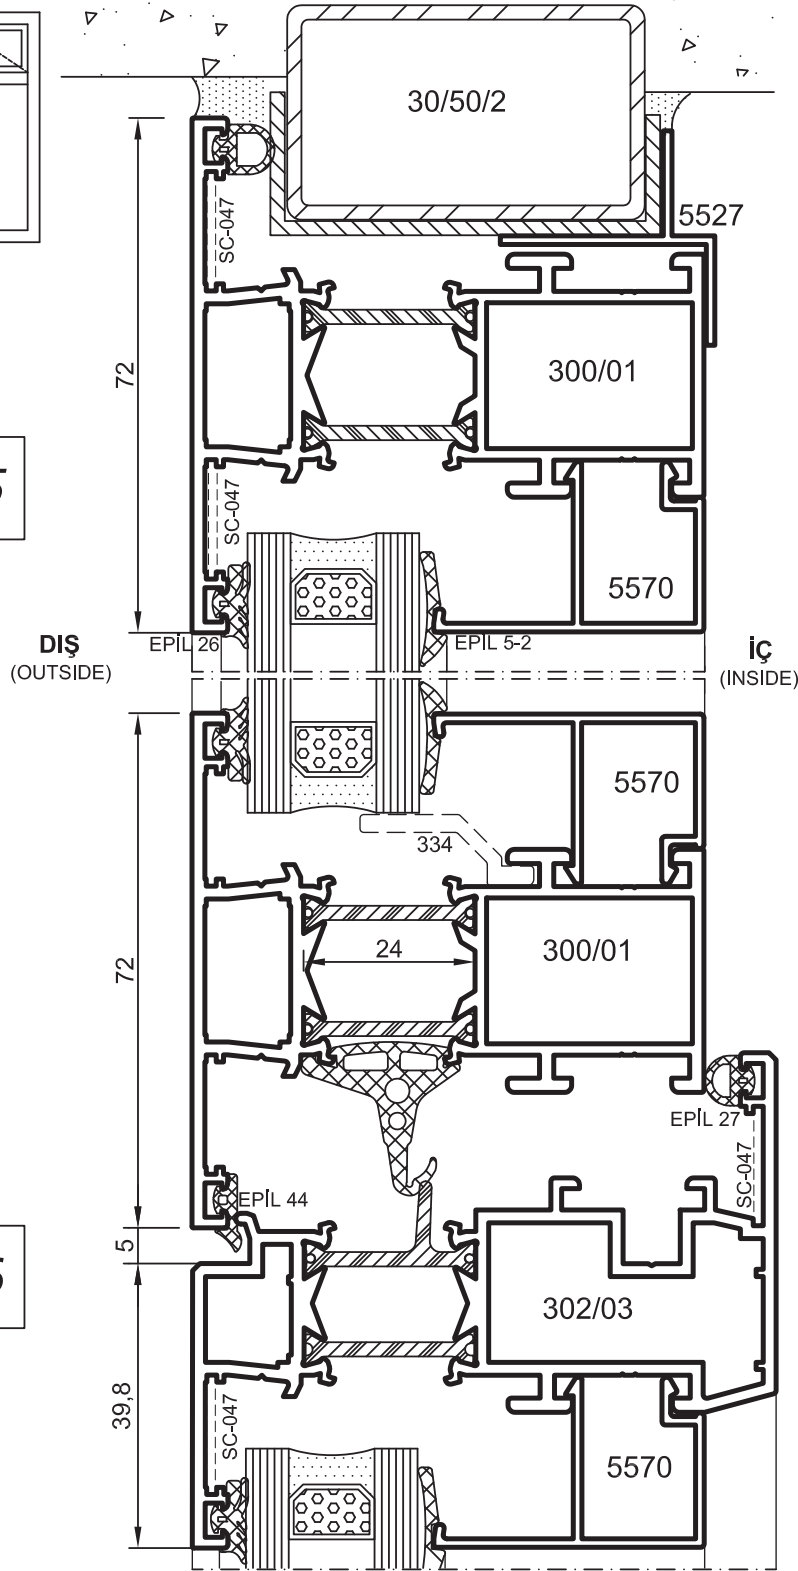 30/50/2
5527
SC-047
72
300/01
SC-047
5570
EPİL 26
EPİL 5-2
DIŞ
(OUTSIDE)
İÇ
(INSIDE)
5570
334
72
24
300/01
EPİL 27
SC-047
EPİL 44
5
302/03
39,8
SC-047
5570